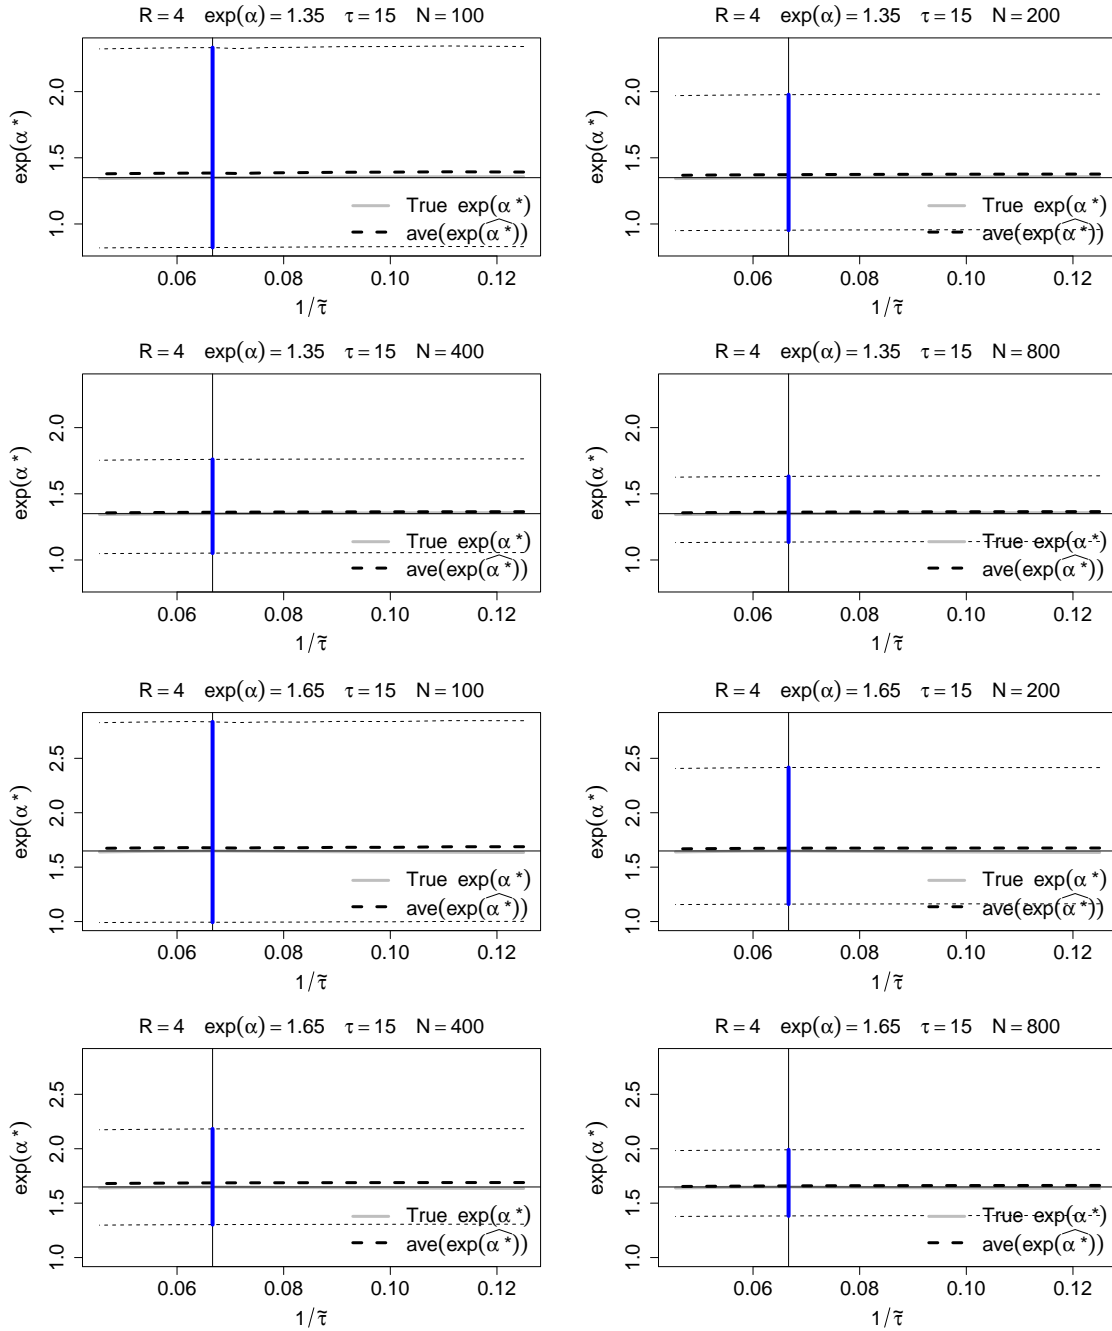 R = 4 exp(α) = 1.35 τ = 15 N = 100
exp(α*)
1.0 1.5 2.0
True exp(α*)
ave(exp(α̂*))
0.06 0.08 0.10 0.12
1/τ̃
R = 4 exp(α) = 1.35 τ = 15 N = 200
exp(α*)
1.0 1.5 2.0
True exp(α*)
ave(exp(α̂*))
0.06 0.08 0.10 0.12
1/τ̃
R = 4 exp(α) = 1.35 τ = 15 N = 400
exp(α*)
1.0 1.5 2.0
True exp(α*)
ave(exp(α̂*))
0.06 0.08 0.10 0.12
1/τ̃
R = 4 exp(α) = 1.35 τ = 15 N = 800
exp(α*)
1.0 1.5 2.0
True exp(α*)
ave(exp(α̂*))
0.06 0.08 0.10 0.12
1/τ̃
R = 4 exp(α) = 1.65 τ = 15 N = 100
exp(α*)
1.0 1.5 2.0 2.5
True exp(α*)
ave(exp(α̂*))
0.06 0.08 0.10 0.12
1/τ̃
R = 4 exp(α) = 1.65 τ = 15 N = 200
exp(α*)
1.0 1.5 2.0 2.5
True exp(α*)
ave(exp(α̂*))
0.06 0.08 0.10 0.12
1/τ̃
R = 4 exp(α) = 1.65 τ = 15 N = 400
exp(α*)
1.0 1.5 2.0 2.5
True exp(α*)
ave(exp(α̂*))
0.06 0.08 0.10 0.12
1/τ̃
R = 4 exp(α) = 1.65 τ = 15 N = 800
exp(α*)
1.0 1.5 2.0 2.5
True exp(α*)
ave(exp(α̂*))
0.06 0.08 0.10 0.12
1/τ̃